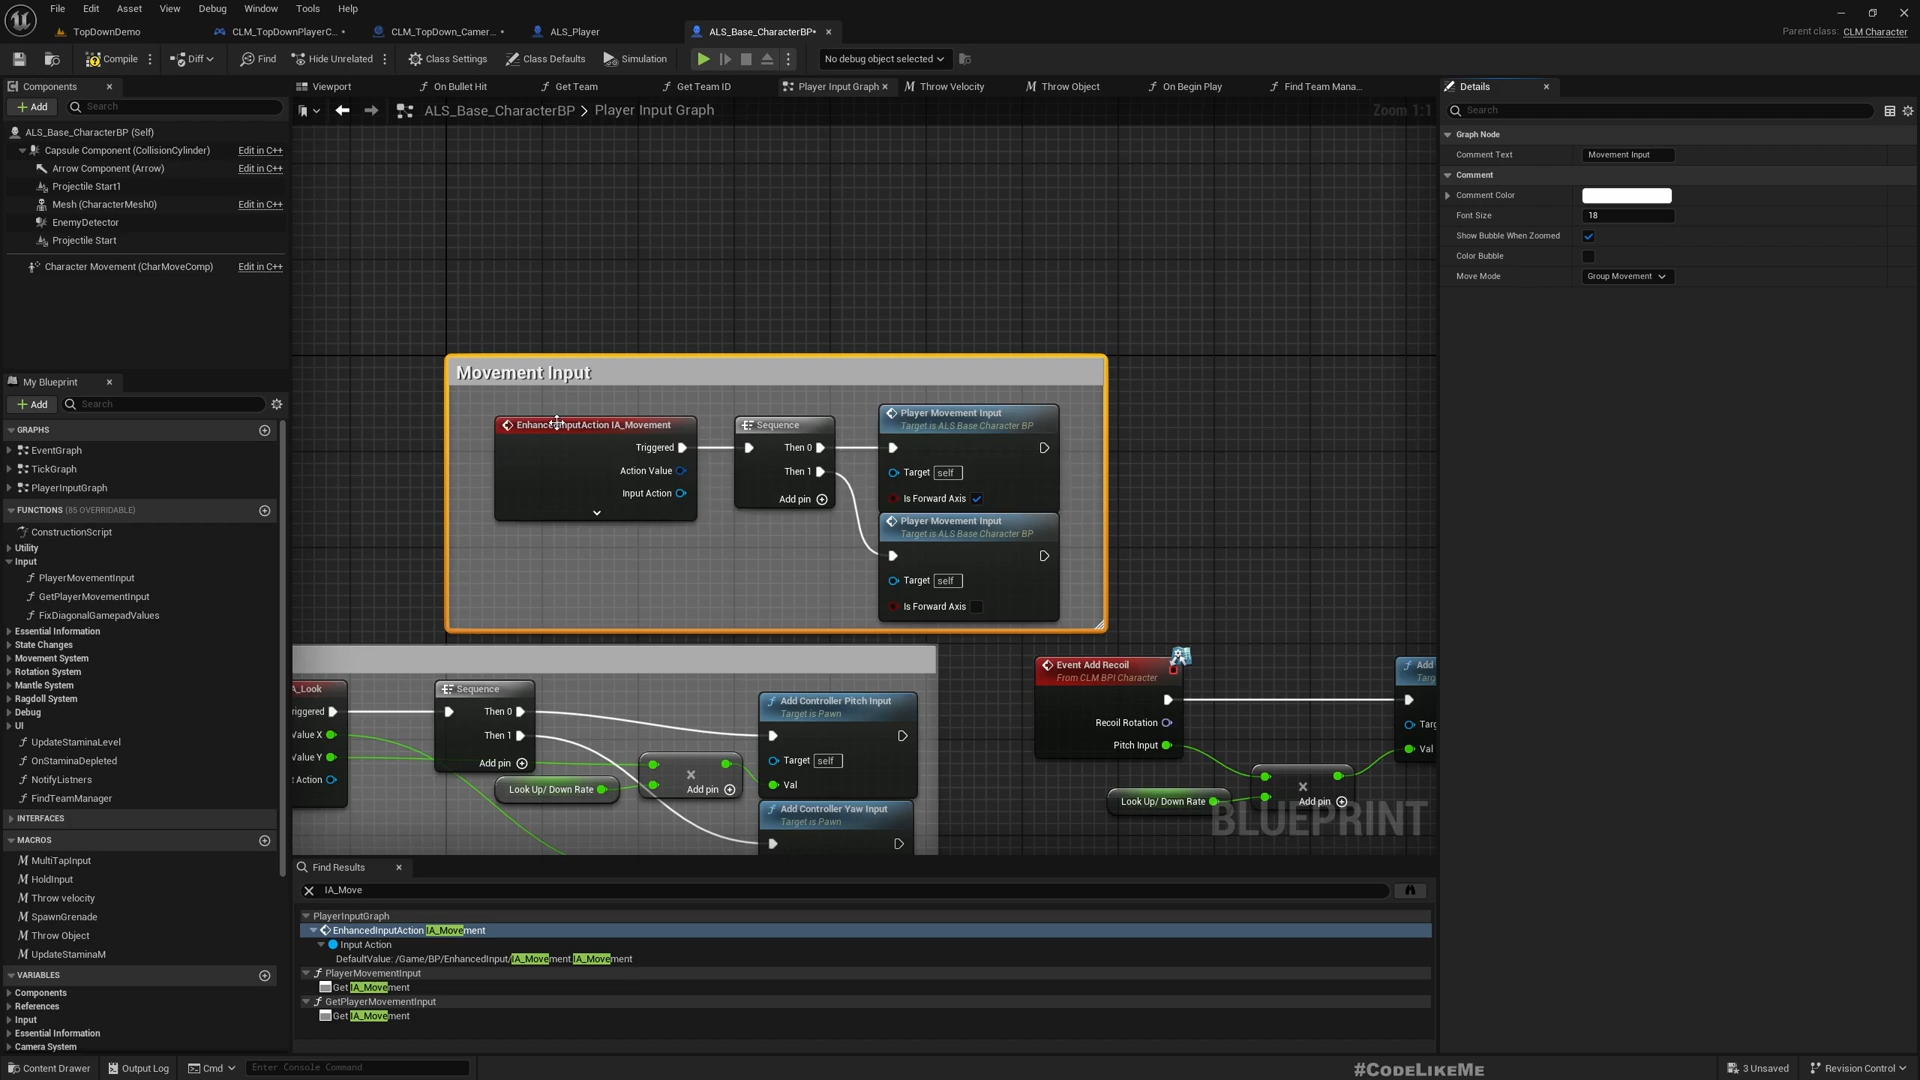 File Edit Asset View Debug Window Tools Help
TopDownDemo
CLM_TopDownPlayerC...•
CLM_TopDown_Camer...•
ALS_Player
ALS_Base_CharacterBP•
Parent class: CLM Character
Compile
Diff
Find
Hide Unrelated
Class Settings
Class Defaults
Simulation
No debug object selected
Components
Add
Search
ALS_Base_CharacterBP (Self)
Capsule Component (CollisionCylinder) Edit in C++
Arrow Component (Arrow) Edit in C++
Projectile Start1
Mesh (CharacterMesh0) Edit in C++
EnemyDetector
Projectile Start
Character Movement (CharMoveComp) Edit in C++
My Blueprint
Add
Search
GRAPHS
EventGraph
TickGraph
PlayerInputGraph
FUNCTIONS (85 OVERRIDABLE)
ConstructionScript
Utility
Input
PlayerMovementInput
GetPlayerMovementInput
FixDiagonalGamepadValues
Essential Information
State Changes
Movement System
Rotation System
Mantle System
Ragdoll System
Debug
UI
UpdateStaminaLevel
OnStaminaDepleted
NotifyListners
FindTeamManager
INTERFACES
MACROS
MultiTapInput
HoldInput
Throw velocity
SpawnGrenade
Throw Object
UpdateStaminaM
VARIABLES
Components
References
Input
Essential Information
Camera System
Viewport
On Bullet Hit
Get Team
Get Team ID
Player Input Graph
Throw Velocity
Throw Object
On Begin Play
Find Team Mana...
ALS_Base_CharacterBP > Player Input Graph
Zoom 1:1
Movement Input
EnhancedInputAction IA_Movement
Triggered
Action Value
Input Action
Sequence
Then 0
Then 1
Add pin
Player Movement Input
Target is ALS Base Character BP
Target self
Is Forward Axis
Player Movement Input
Target is ALS Base Character BP
Target self
Is Forward Axis
A_Look
riggered
Value X
Value Y
t Action
Sequence
Then 0
Then 1
Add pin
Look Up/ Down Rate
Add pin
Add Controller Pitch Input
Target is Pawn
Target self
Val
Add Controller Yaw Input
Target is Pawn
Event Add Recoil
From CLM BPI Character
Recoil Rotation
Pitch Input
Look Up/ Down Rate
Add pin
Add
Targ
Targ
Val
BLUEPRINT
Find Results
IA_Move
PlayerInputGraph
EnhancedInputAction IA_Movement
Input Action
DefaultValue: /Game/BP/EnhancedInput/IA_Movement.IA_Movement
PlayerMovementInput
Get IA_Movement
GetPlayerMovementInput
Get IA_Movement
Details
Search
Graph Node
Comment Text Movement Input
Comment
Comment Color
Font Size 18
Show Bubble When Zoomed
Color Bubble
Move Mode Group Movement
Content Drawer
Output Log
Cmd
Enter Console Command
#CODELIKEME
3 Unsaved
Revision Control